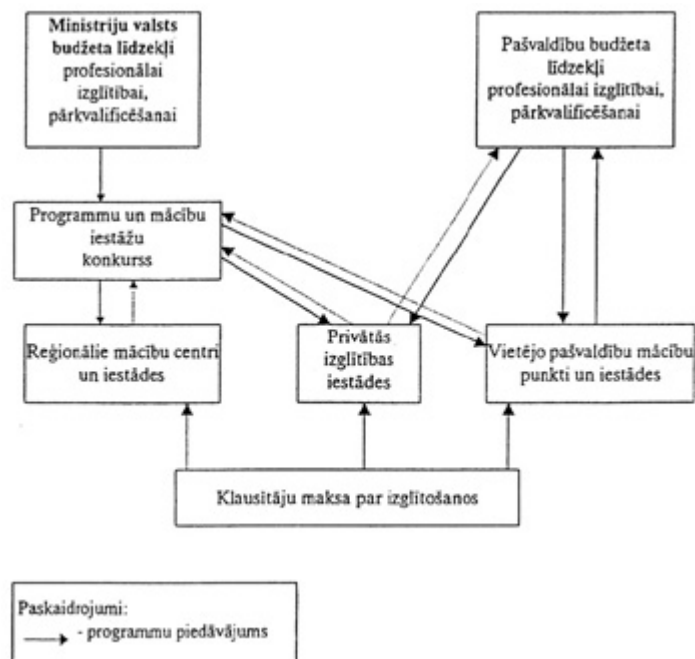 Ministriju valsts
budžeta līdzekļi
profesionālai
izglītībai,
pārkvalificēšanai
Pašvaldību budžeta
līdzekļi
profesionālai izglītībai,
pārkvalificēšanai
Programmu un mācību
iestāžu
konkurss
Reģionālie mācību centri
un iestādes
Privātās
izglītības
iestādes
Vietējo pašvaldību mācību
punkti un iestādes
Klausītāju maksa par izglītošanos
Paskaidrojumi:
- programmu piedāvājums